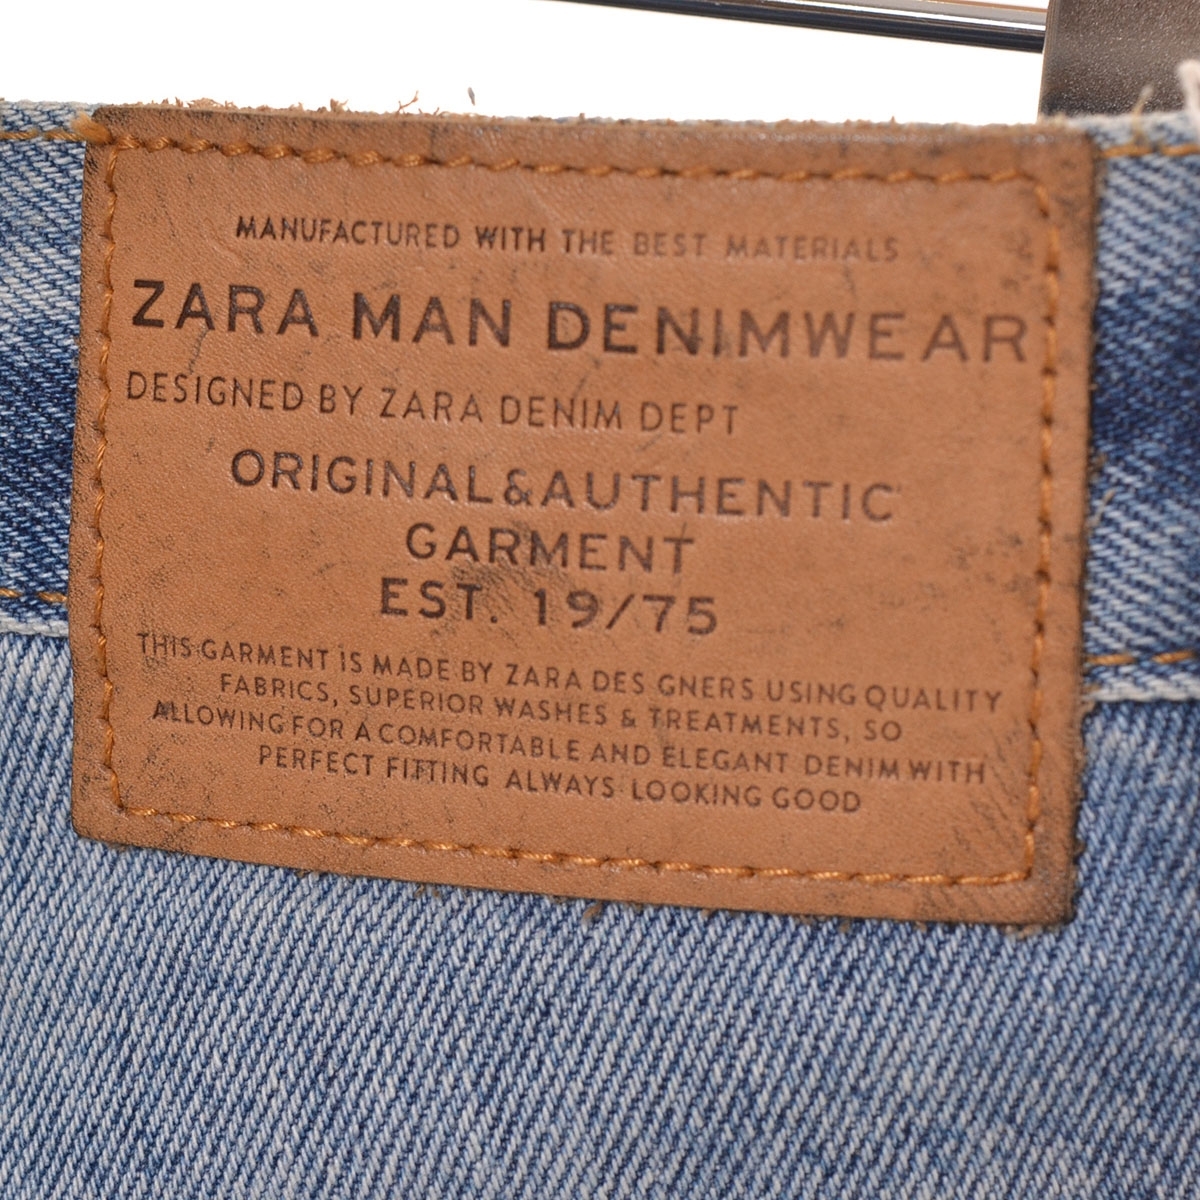 MANUFACTURED WITH THE BEST MATERIALS
ZARA MAN DENIMWEAR
DESIGNED BY ZARA DENIM DEPT
ORIGINAL&AUTHENTIC
GARMENT
EST. 19/75
THIS GARMENT IS MADE BY ZARA DES GNERS USING QUALITY
FABRICS, SUPERIOR WASHES & TREATMENTS, SO
ALLOWING FOR A COMFORTABLE AND ELEGANT DENIM WITH
PERFECT FITTING ALWAYS LOOKING GOOD